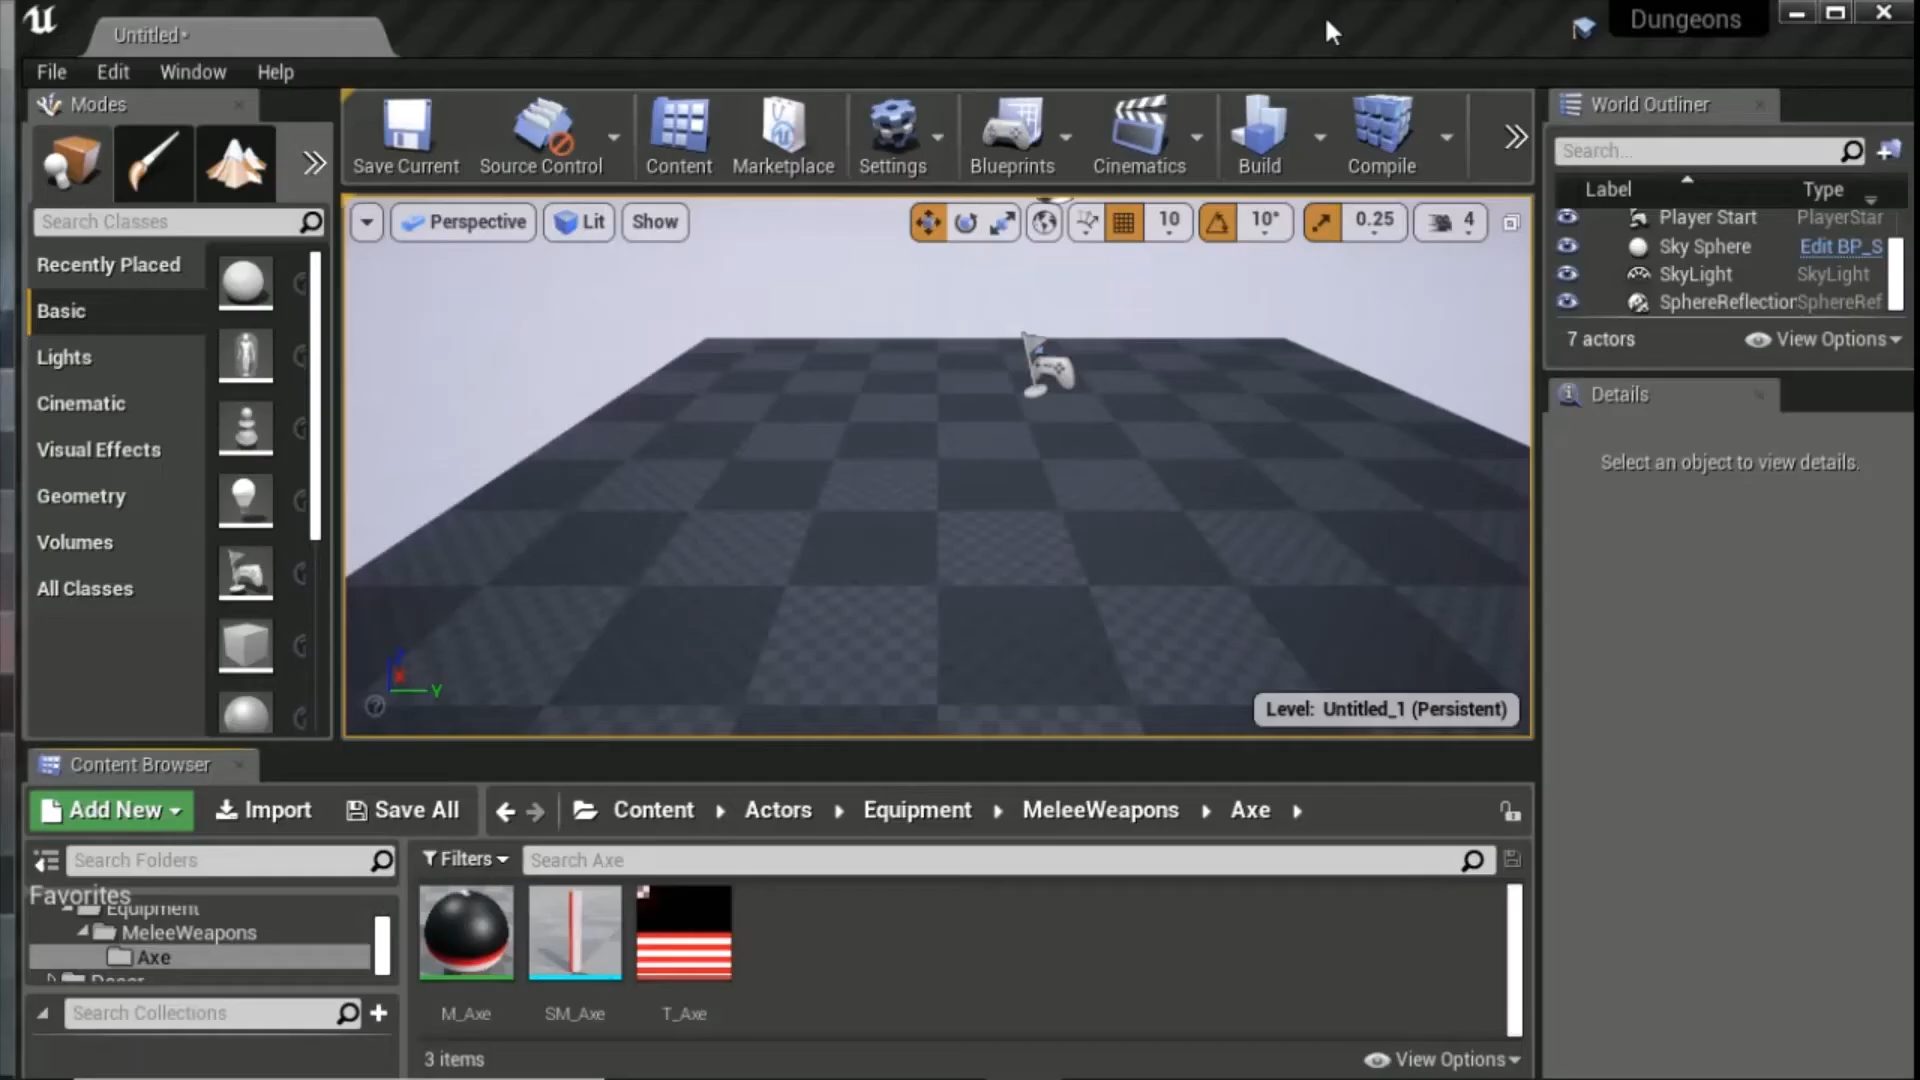 Untitled*
Dungeons
File Edit Window Help
Modes
Save Current Source Control Content Marketplace Settings Blueprints Cinematics Build Compile
Search Classes
Recently Placed
Basic
Lights
Cinematic
Visual Effects
Geometry
Volumes
All Classes
Perspective Lit Show 10 10° 0.25 4
X
Y
Level: Untitled_1 (Persistent)
World Outliner
Search...
Label Type
Player Start PlayerStar
Sky Sphere Edit BP_S
SkyLight SkyLight
SphereReflection SphereRef
7 actors View Options
Details
Select an object to view details.
Content Browser
Add New Import Save All Content Actors Equipment MeleeWeapons Axe
Search Folders
Filters Search Axe
Favorites
Equipment
MeleeWeapons
Axe
Search Collections
M_Axe SM_Axe T_Axe
3 items View Options